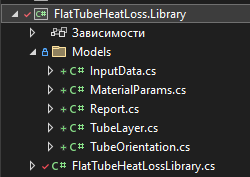 FlatTubeHeatLoss.Library
Зависимости
Models
C# InputData.cs
C# MaterialParams.cs
C# Report.cs
C# TubeLayer.cs
C# TubeOrientation.cs
C# FlatTubeHeatLossLibrary.cs